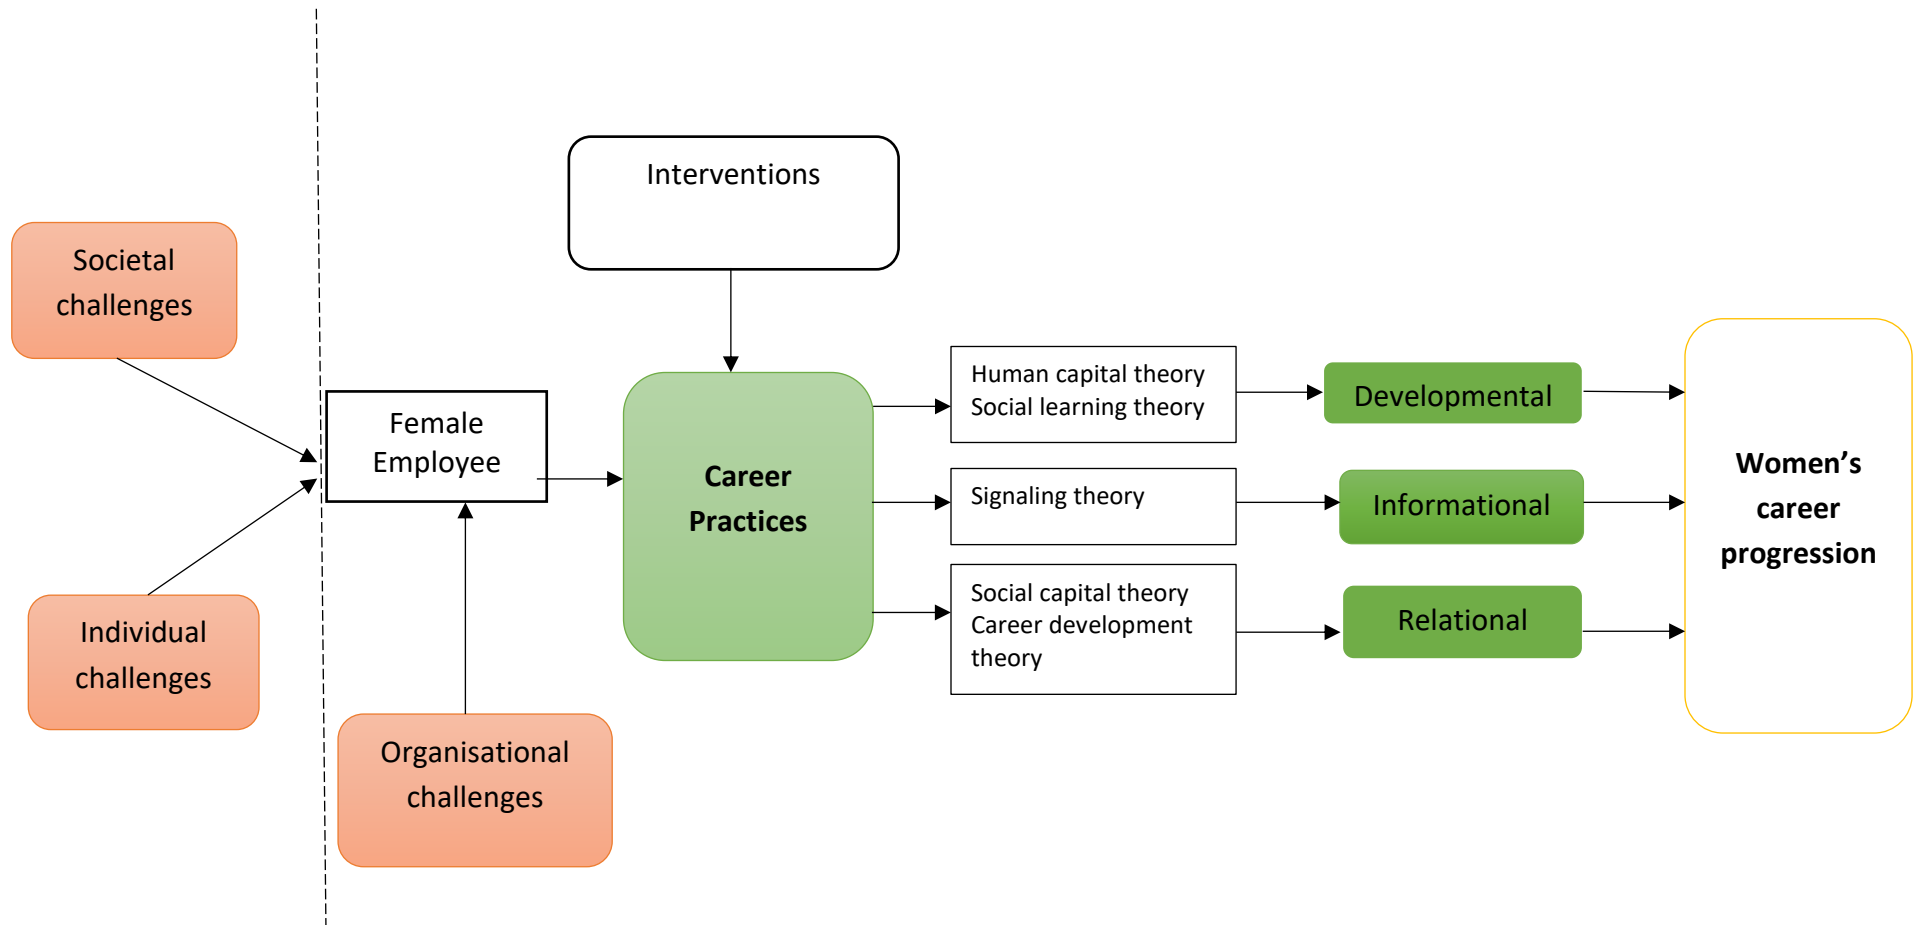 Interventions
Societal
challenges
Female
Employee
Individual
challenges
Organisational
challenges
Career
Practices
Human capital theory
Social learning theory
Signaling theory
Social capital theory
Career development
theory
Developmental
Informational
Relational
Women’s
career
progression